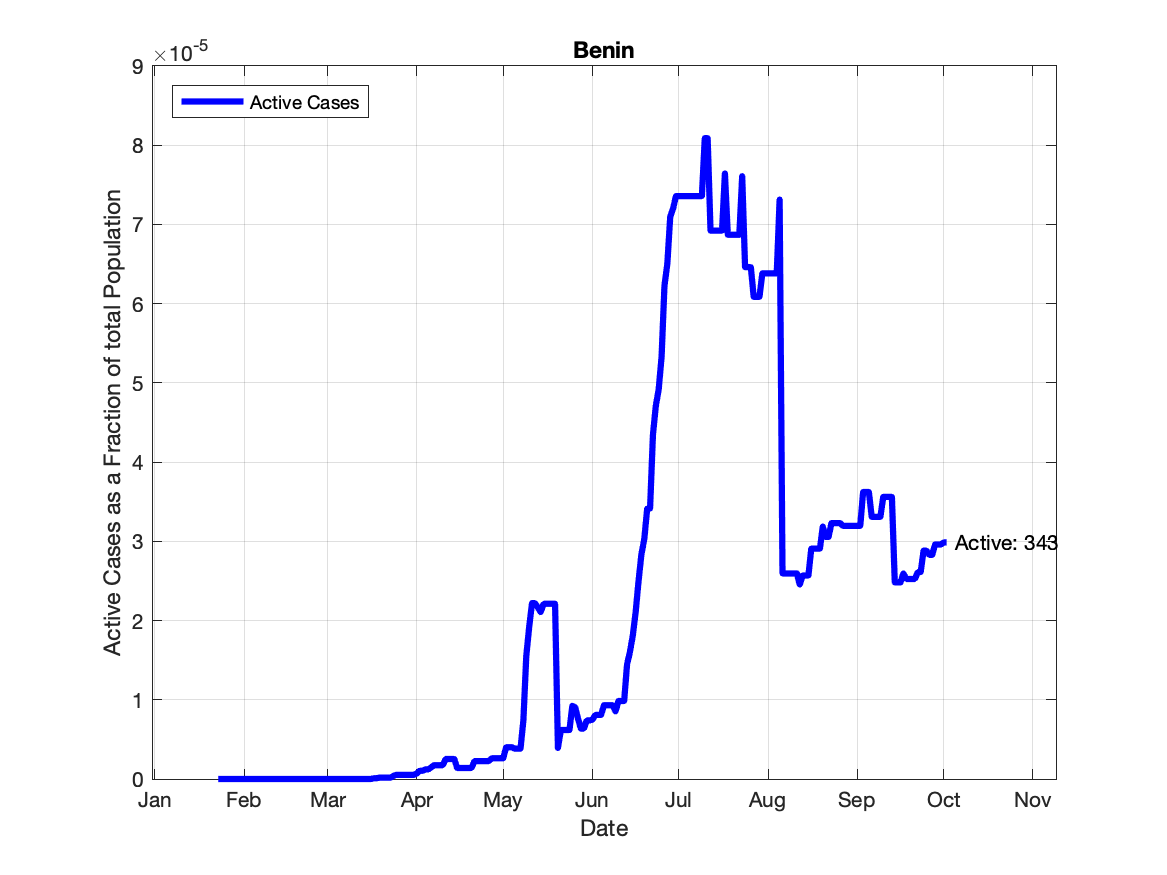 Benin
×10-5
Active Cases
9
8
7
6
5
4
3
2
1
0
Active Cases as a Fraction of total Population
Active: 343
Jan Feb Mar Apr May Jun Jul Aug Sep Oct Nov
Date